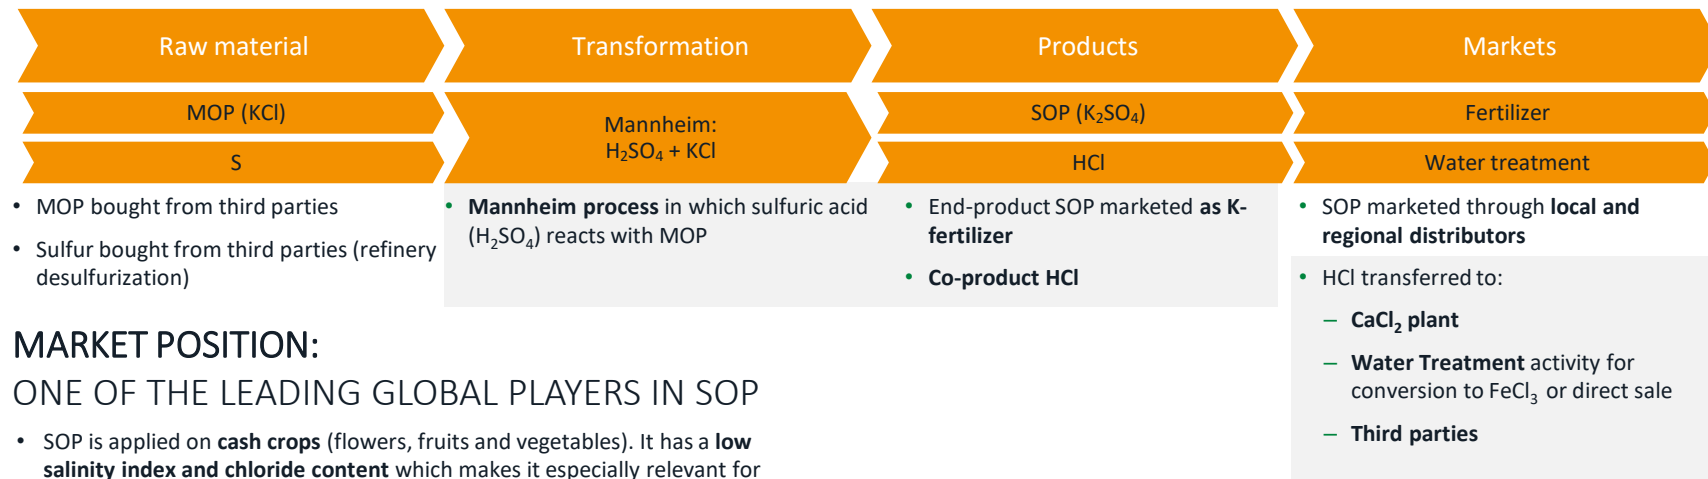 Raw material
Transformation
Products
Markets
MOP (KCl)
S
Mannheim:
H₂SO₄ + KCl
SOP (K₂SO₄)
HCl
Fertilizer
Water treatment
• MOP bought from third parties
• Sulfur bought from third parties (refinery
desulfurization)
• Mannheim process in which sulfuric acid
(H₂SO₄) reacts with MOP
• End-product SOP marketed as K-
fertilizer
• Co-product HCl
• SOP marketed through local and
regional distributors
• HCl transferred to:
– CaCl₂ plant
– Water Treatment activity for
conversion to FeCl₃ or direct sale
– Third parties
MARKET POSITION:
ONE OF THE LEADING GLOBAL PLAYERS IN SOP
• SOP is applied on cash crops (flowers, fruits and vegetables). It has a low
salinity index and chloride content which makes it especially relevant for